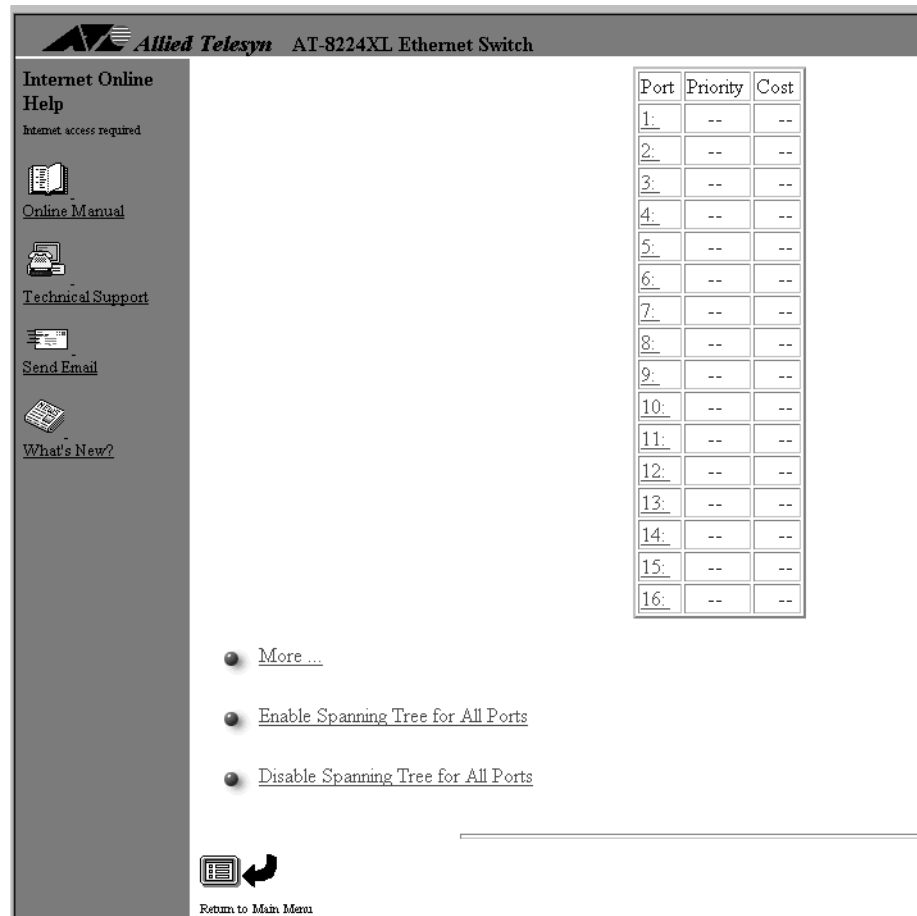 Allied Telesyn AT-8224XL Ethernet Switch
Internet Online
Help
Internet access required
Online Manual
Technical Support
Send Email
What's New?
Port Priority Cost
1: -- --
2: -- --
3: -- --
4: -- --
5: -- --
6: -- --
7: -- --
8: -- --
9: -- --
10: -- --
11: -- --
12: -- --
13: -- --
14: -- --
15: -- --
16: -- --
More ...
Enable Spanning Tree for All Ports
Disable Spanning Tree for All Ports
Return to Main Menu